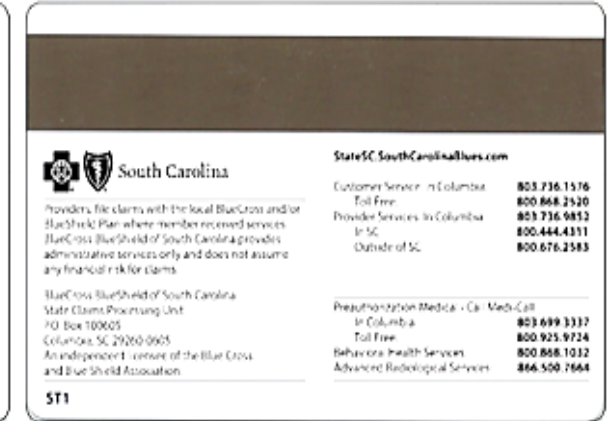 South Carolina
Providers, file claims with the local BlueCross and/or
BlueShield Plan where member received services.
BlueCross BlueShield of South Carolina provides
administrative services only and does not assume
any financial risk for claims.
BlueCross BlueShield of South Carolina
State Claims Processing Unit
PO Box 100605
Columbia, SC 29260-0605
An independent licensee of the Blue Cross
and Blue Shield Association
ST1
StateSC.SouthCarolinaBlues.com
Customer Service In Columbia 803.736.1576
Toll Free 800.868.2520
Provider Services In Columbia 803.736.9852
In SC 800.444.4311
Outside of SC 800.676.2583
Preauthorization Medical - Call Medi-Call
In Columbia 803.699.3337
Toll Free 800.925.9724
Behavioral Health Services 800.868.1032
Advanced Radiological Services 866.500.7664